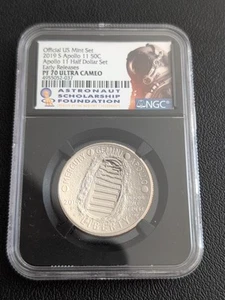 Official US Mint Set
2019 S Apollo 11 50C
Apollo 11 Half Dollar Set
Early Releases
PF 70 ULTRA CAMEO
ASTRONAUT
SCHOLARSHIP
FOUNDATION
NGC
GEMINI